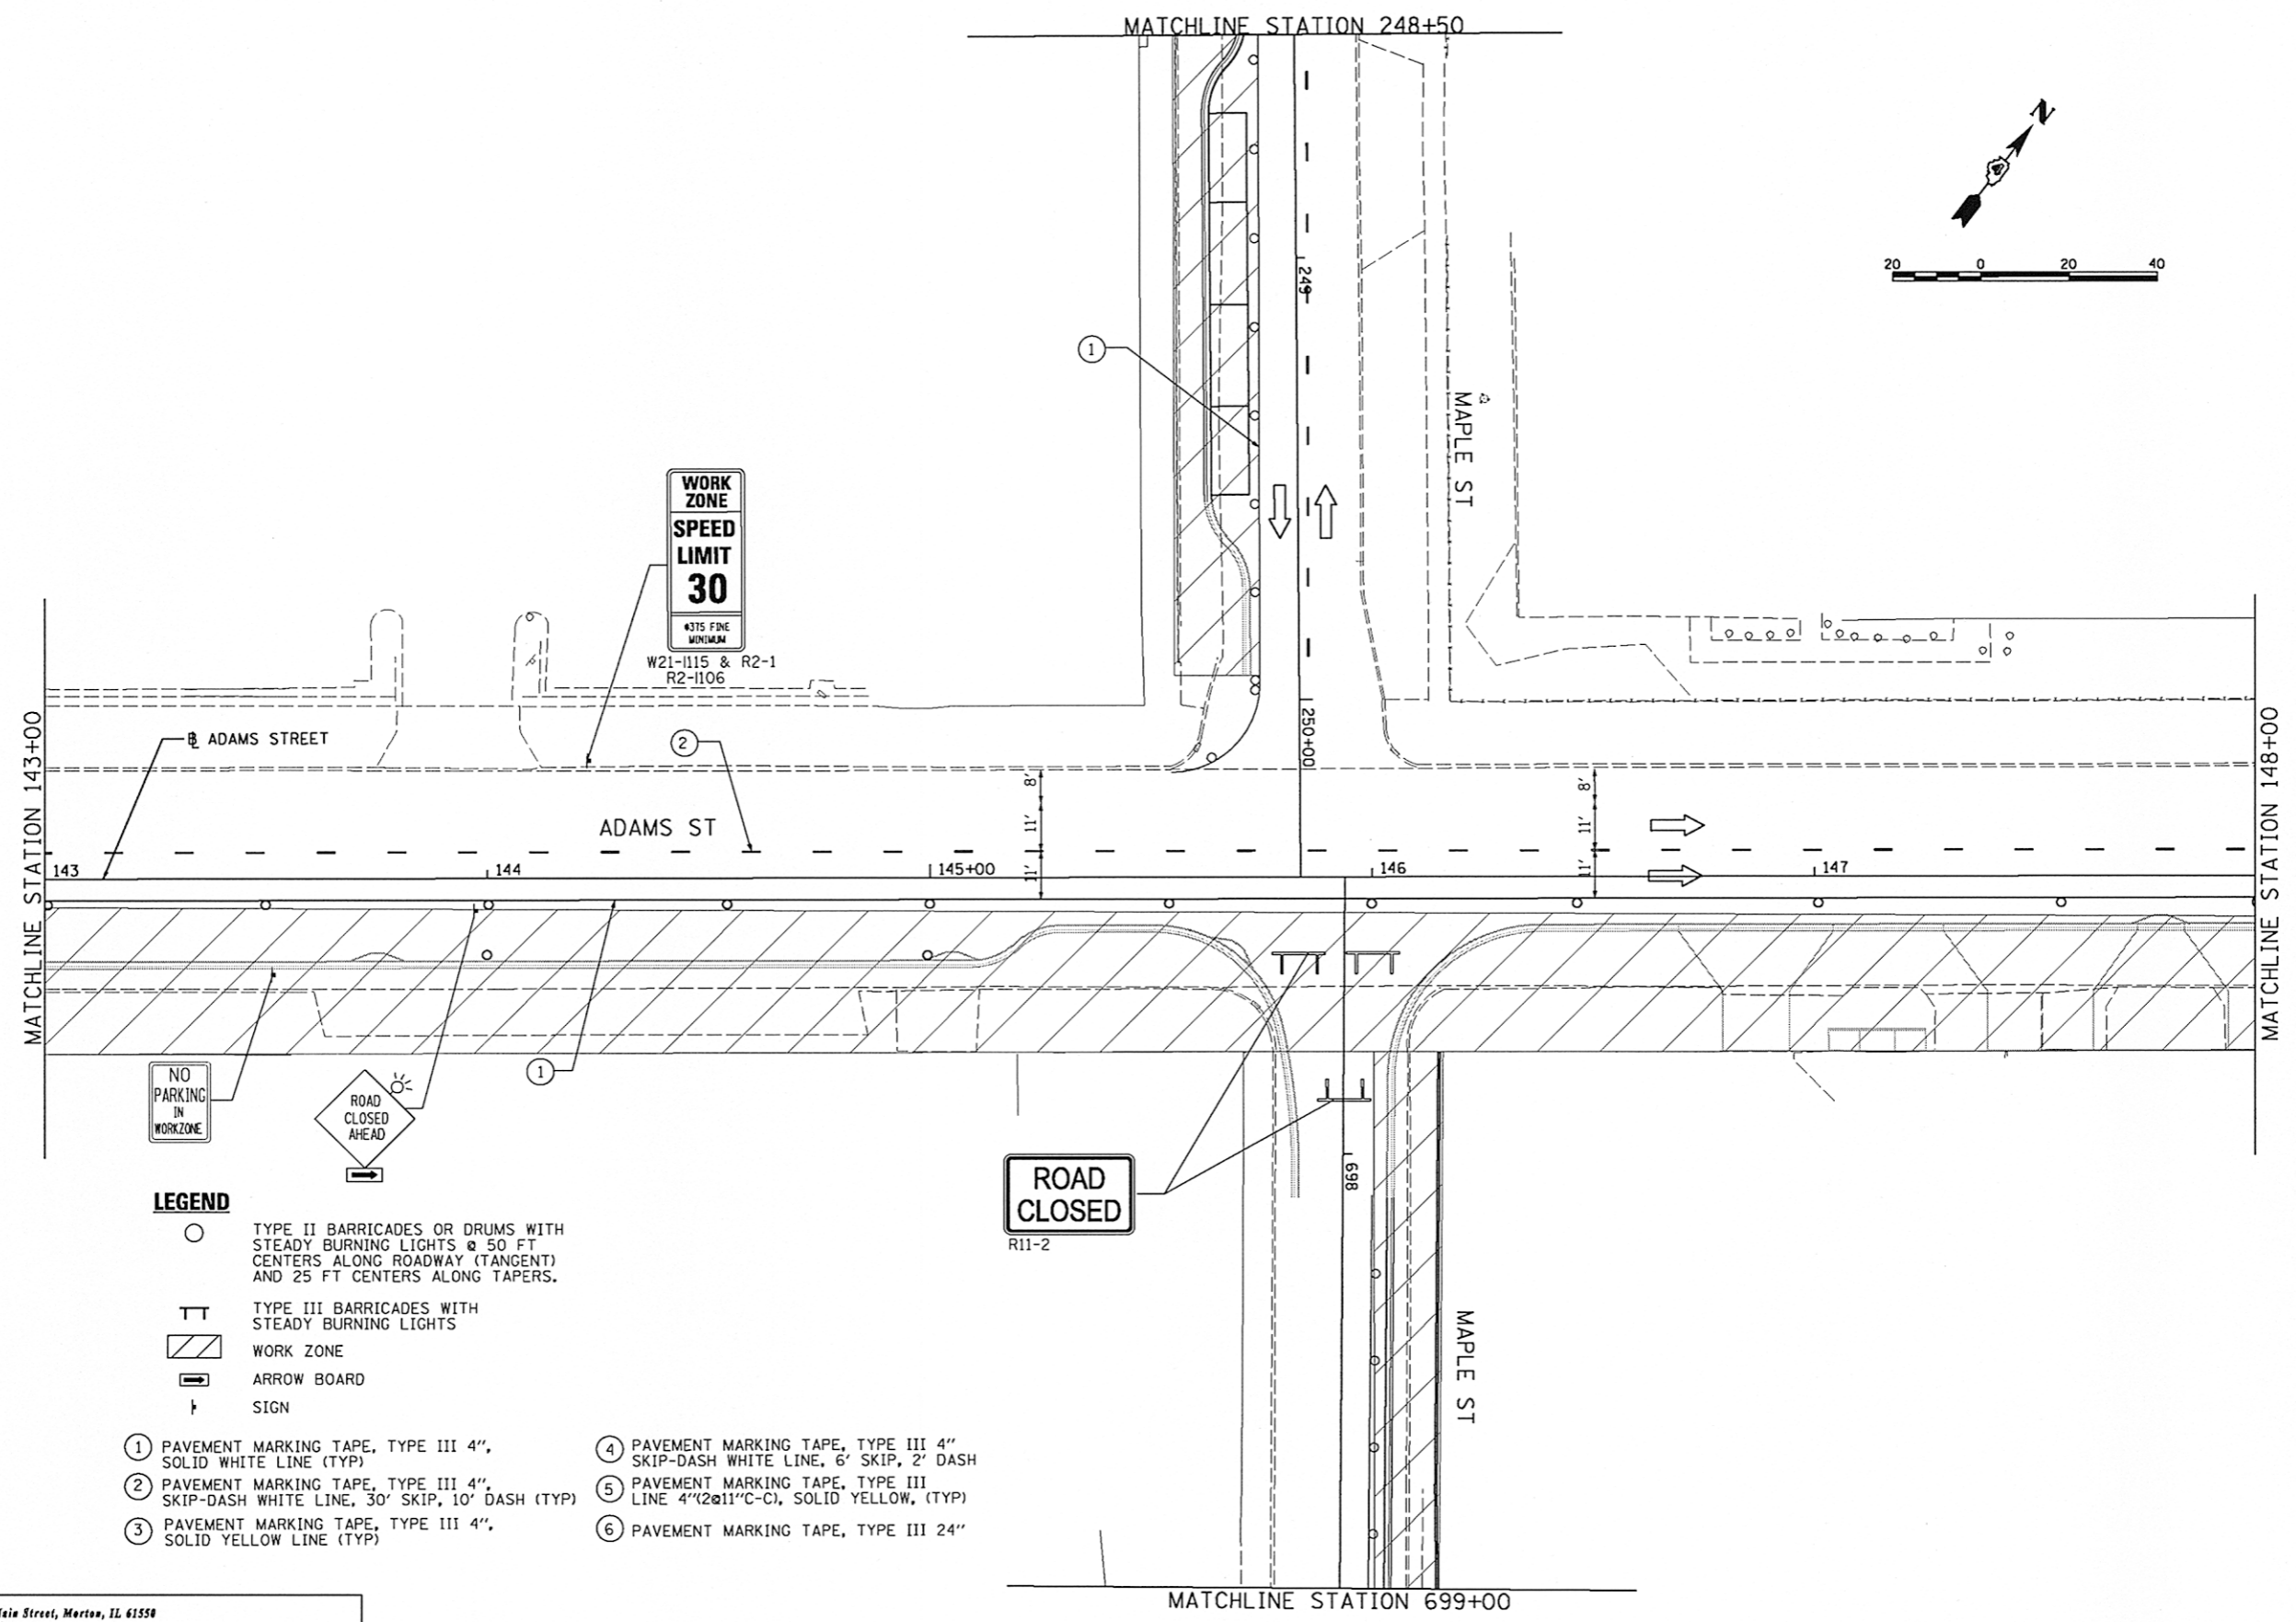 MATCHLINE STATION 248+50
N
20 0 20 40
249
1
MAPLE ST
WORK
ZONE
SPEED
LIMIT
30
$375 FINE
MINIMUM
W21-I115 & R2-1
R2-I106
MATCHLINE STATION 143+00
ADAMS STREET
2
250+00
8'
11'
11'
8'
11'
11'
ADAMS ST
143
144
145+00
146
147
MATCHLINE STATION 148+00
NO
PARKING
IN
WORKZONE
ROAD
CLOSED
AHEAD
1
ROAD
CLOSED
R11-2
698
MAPLE ST
LEGEND
TYPE II BARRICADES OR DRUMS WITH
STEADY BURNING LIGHTS @ 50 FT
CENTERS ALONG ROADWAY (TANGENT)
AND 25 FT CENTERS ALONG TAPERS.
TYPE III BARRICADES WITH
STEADY BURNING LIGHTS
WORK ZONE
ARROW BOARD
SIGN
1 PAVEMENT MARKING TAPE, TYPE III 4",
SOLID WHITE LINE (TYP)
2 PAVEMENT MARKING TAPE, TYPE III 4",
SKIP-DASH WHITE LINE, 30' SKIP, 10' DASH (TYP)
3 PAVEMENT MARKING TAPE, TYPE III 4",
SOLID YELLOW LINE (TYP)
4 PAVEMENT MARKING TAPE, TYPE III 4"
SKIP-DASH WHITE LINE, 6' SKIP, 2' DASH
5 PAVEMENT MARKING TAPE, TYPE III
LINE 4"(2@11"C-C), SOLID YELLOW, (TYP)
6 PAVEMENT MARKING TAPE, TYPE III 24"
MATCHLINE STATION 699+00
Main Street, Morton, IL 61550